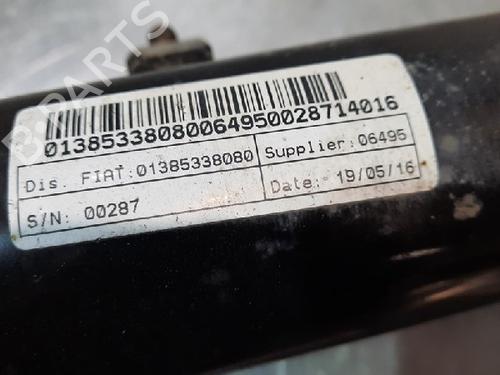 B-PARTS
01385338080064950028714016
Dis. FIAT:01385338080
Supplier:06495
S/N: 00287
Date: 19/05/16